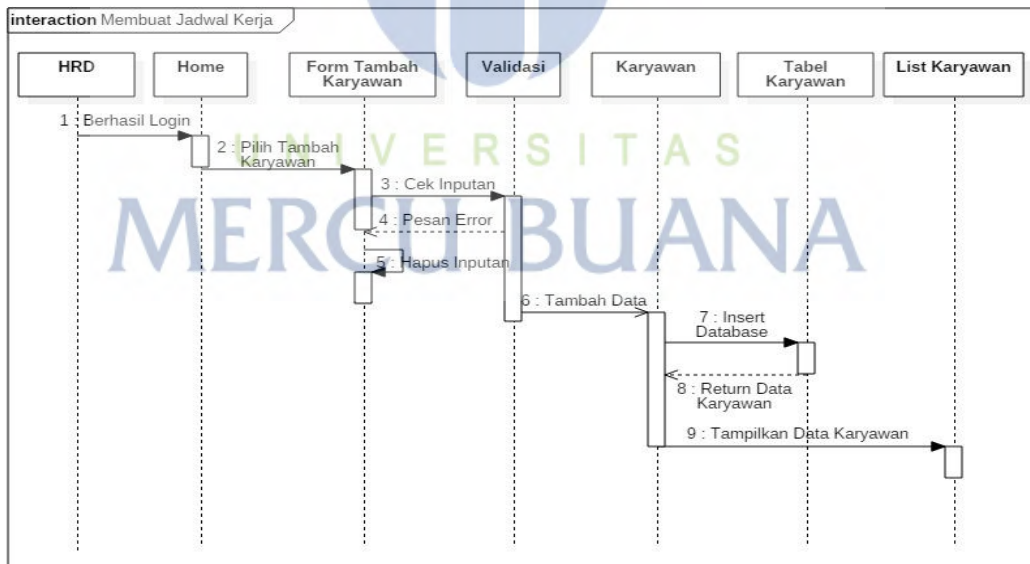 interaction Membuat Jadwal Kerja
HRD
Home
Form Tambah
Karyawan
Validasi
Karyawan
Tabel
Karyawan
List Karyawan
1 : Berhasil Login
2 : Pilih Tambah
Karyawan
UNIVERSITAS
3 : Cek Inputan
4 : Pesan Error
MERCU BUANA
5 : Hapus Inputan
6 : Tambah Data
7 : Insert
Database
8 : Return Data
Karyawan
9 : Tampilkan Data Karyawan